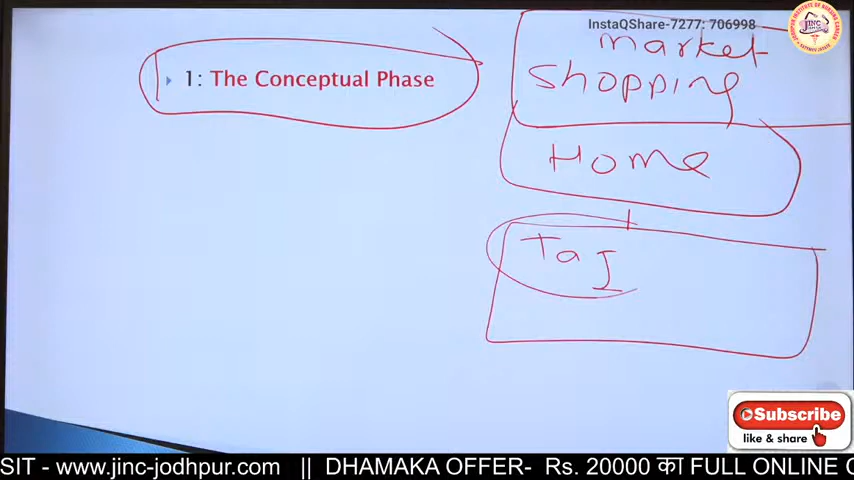 InstaQShare-7277: 706998
JINC
market
1: The Conceptual Phase
Shopping
Home
Taj
Subscribe
like & share
SIT - www.jinc-jodhpur.com || DHAMAKA OFFER- Rs. 20000 का FULL ONLINE